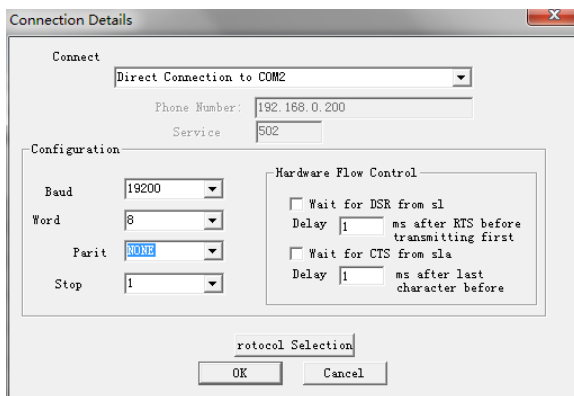 Connection Details
Connect
Direct Connection to COM2
Phone Number: 192.168.0.200
Service 502
Configuration
Baud 19200
Word 8
Parit NONE
Stop 1
Hardware Flow Control
Wait for DSR from sl
Delay 1 ms after RTS before
transmitting first
Wait for CTS from sla
Delay 1 ms after last
character before
rotocol Selection
OK Cancel